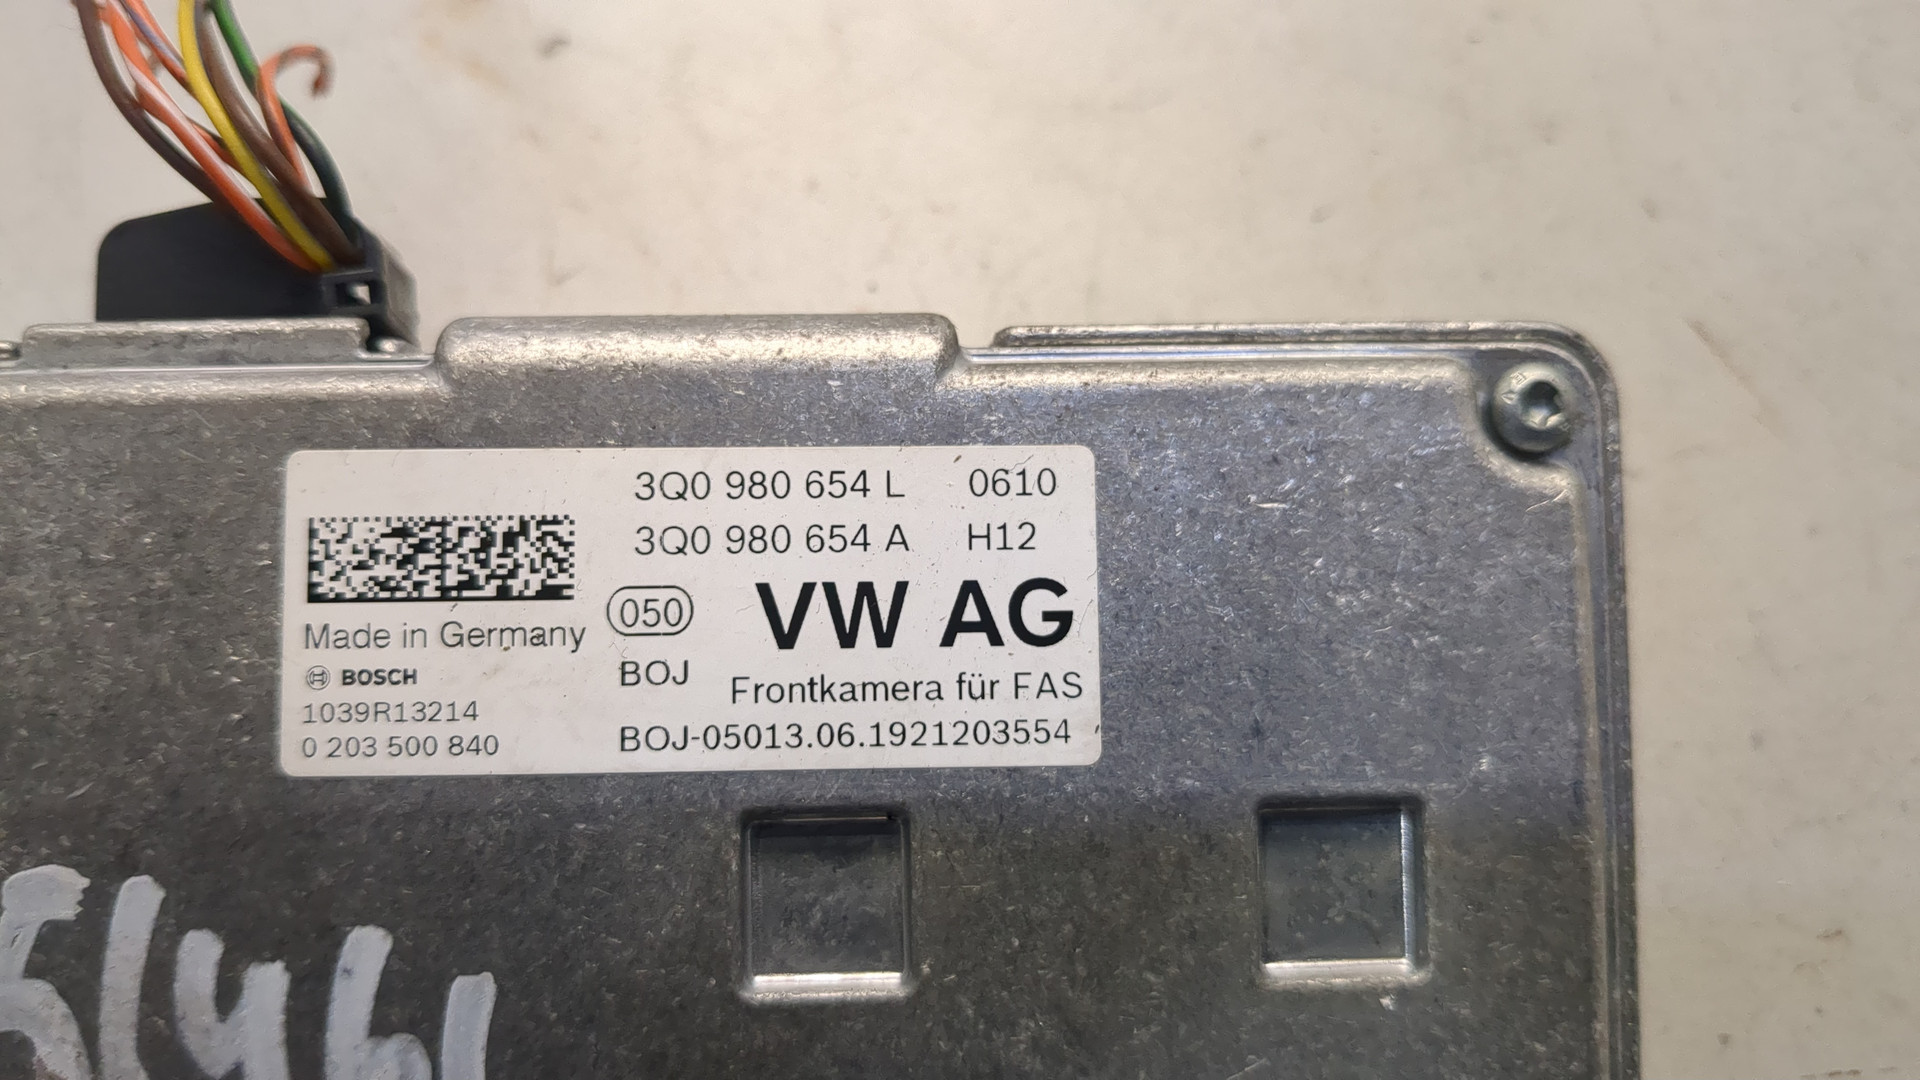 3Q0 980 654 L 0610
3Q0 980 654 A H12
050 VW AG
Made in Germany
BOJ
BOSCH
Frontkamera für FAS
1039R13214
0 203 500 840
BOJ-05013.06.1921203554